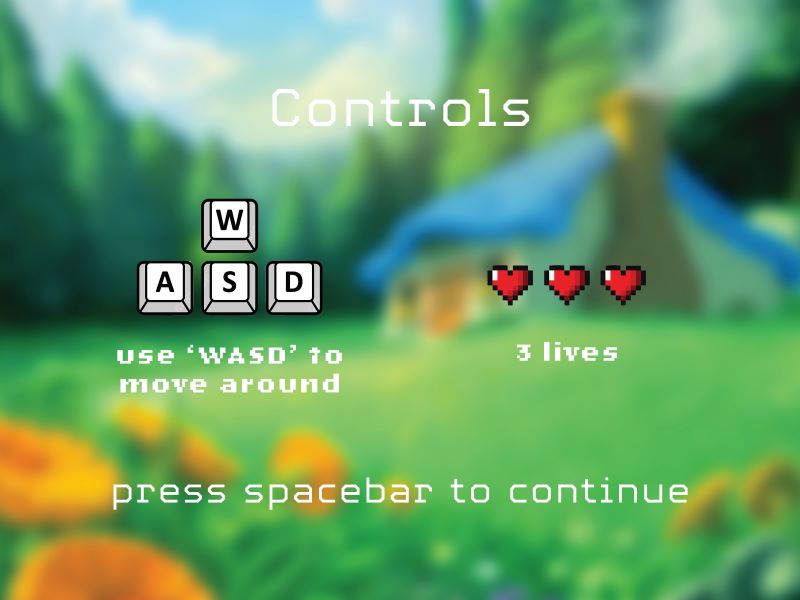 Controls
W
A S D
use ‘WASD’ to
move around
3 lives
press spacebar to continue